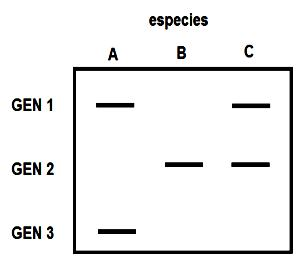 especies
A B C
GEN 1
GEN 2
GEN 3